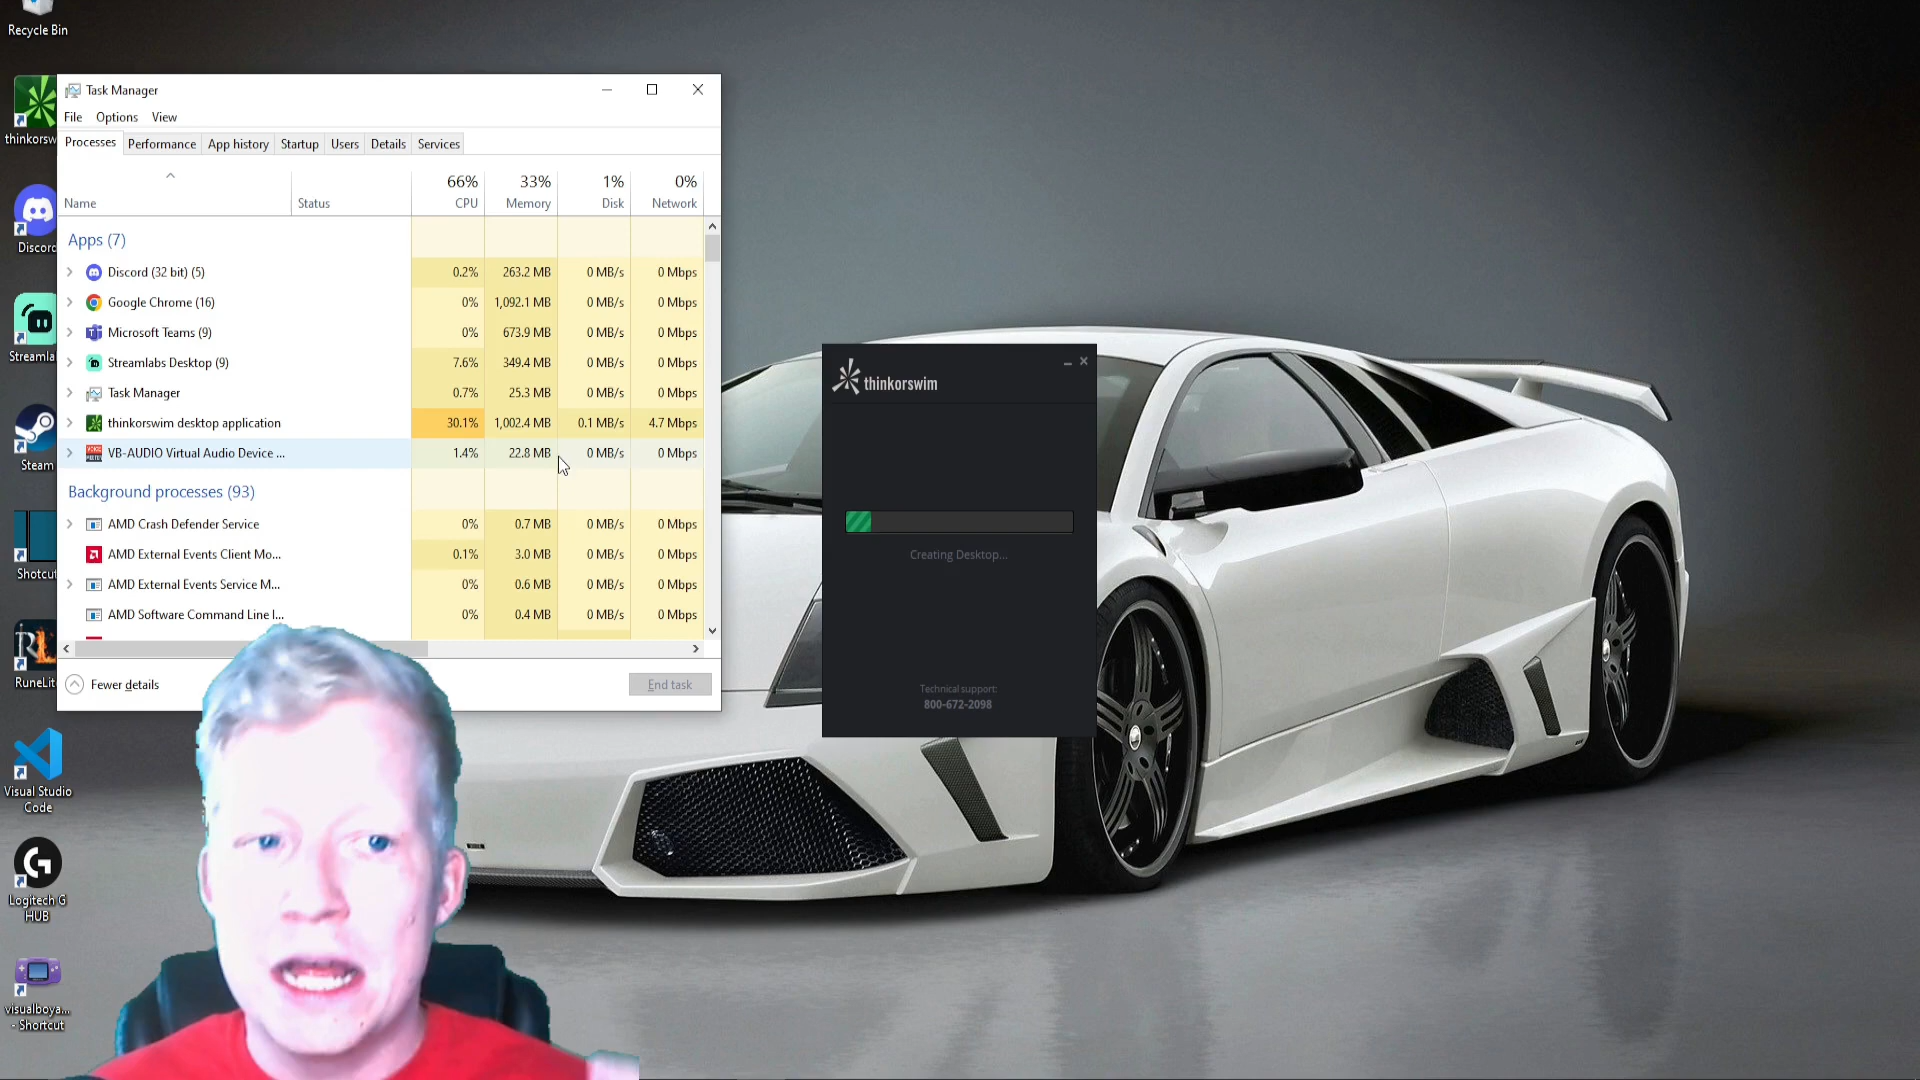 Recycle Bin
thinkorsw
Discord
Streamla
Steam
Shotcut
RuneLit
Visual Studio
Code
Logitech G
HUB
visualboya...
- Shortcut
Task Manager
File Options View
Processes Performance App history Startup Users Details Services
66% 33% 1% 0%
Name Status CPU Memory Disk Network
Apps (7)
Discord (32 bit) (5) 0.2% 263.2 MB 0 MB/s 0 Mbps
Google Chrome (16) 0% 1,092.1 MB 0 MB/s 0 Mbps
Microsoft Teams (9) 0% 673.9 MB 0 MB/s 0 Mbps
Streamlabs Desktop (9) 7.6% 349.4 MB 0 MB/s 0 Mbps
Task Manager 0.7% 25.3 MB 0 MB/s 0 Mbps
thinkorswim desktop application 30.1% 1,002.4 MB 0.1 MB/s 4.7 Mbps
VB-AUDIO Virtual Audio Device ... 1.4% 22.8 MB 0 MB/s 0 Mbps
Background processes (93)
AMD Crash Defender Service 0% 0.7 MB 0 MB/s 0 Mbps
AMD External Events Client Mo... 0.1% 3.0 MB 0 MB/s 0 Mbps
AMD External Events Service M... 0% 0.6 MB 0 MB/s 0 Mbps
AMD Software Command Line I... 0% 0.4 MB 0 MB/s 0 Mbps
Fewer details End task
thinkorswim
Creating Desktop...
Technical support:
800-672-2098